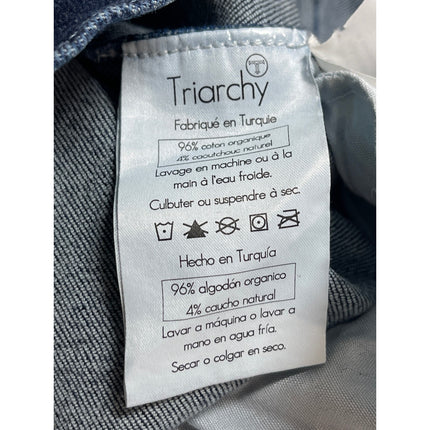 Triarchy
Fabriqué en Turquie
96% coton organique
4% caoutchouc naturel
Lavage en machine ou à la
main à l'eau froide.
Culbuter ou suspendre à sec.
Hecho en Turquía
96% algodón organico
4% caucho natural
Lavar a máquina o lavar a
mano en agua fría.
Secar o colgar en seco.